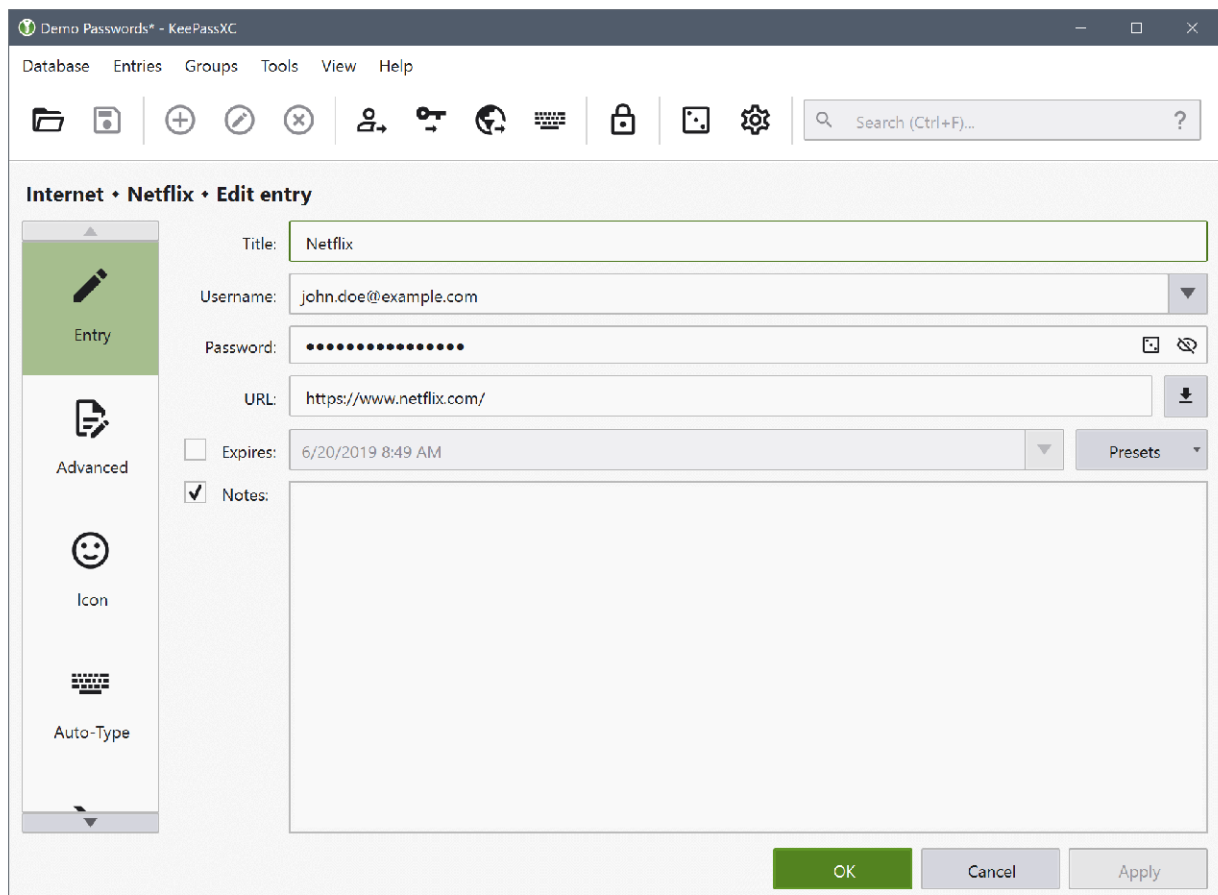 Demo Passwords* - KeePassXC
Database Entries Groups Tools View Help
Search (Ctrl+F)... ?
Internet • Netflix • Edit entry
Title: Netflix
Entry
Username: john.doe@example.com
Password: ●●●●●●●●●●●●●●●●
URL: https://www.netflix.com/
Advanced
Expires: 6/20/2019 8:49 AM Presets
Notes:
Icon
Auto-Type
OK Cancel Apply